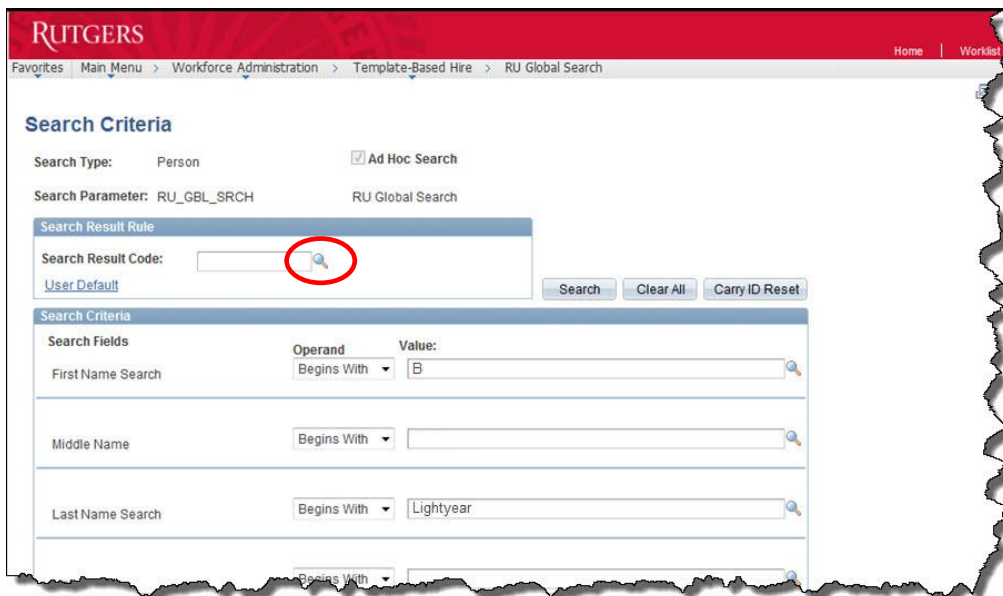 RUTGERS
Home | Worklist
Favorites | Main Menu > Workforce Administration > Template-Based Hire > RU Global Search
Search Criteria
Search Type: Person Ad Hoc Search
Search Parameter: RU_GBL_SRCH RU Global Search
Search Result Rule
Search Result Code:
User Default
Search Clear All Carry ID Reset
Search Criteria
Search Fields Operand Value:
First Name Search Begins With B
Middle Name Begins With
Last Name Search Begins With Lightyear
Begins With